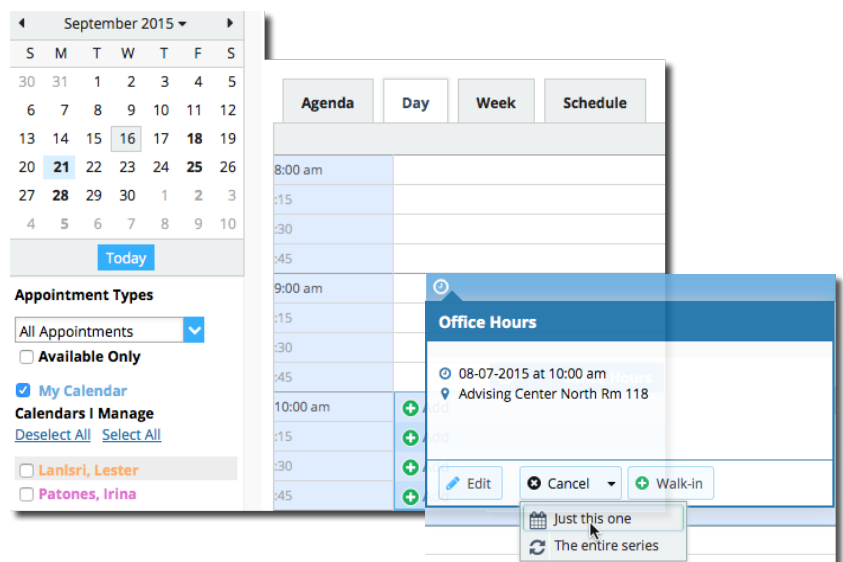 September 2015
S M T W T F S
30 31 1 2 3 4 5
6 7 8 9 10 11 12
13 14 15 16 17 18 19
20 21 22 23 24 25 26
27 28 29 30 1 2 3
4 5 6 7 8 9 10
Today
Appointment Types
All Appointments
Available Only
My Calendar
Calendars I Manage
Deselect All Select All
Lanlsri, Lester
Patones, Irina
Agenda Day Week Schedule
8:00 am
:15
:30
:45
9:00 am
:15
:30
:45
10:00 am
:15
:30
:45
Office Hours
08-07-2015 at 10:00 am
Advising Center North Rm 118
Edit Cancel Walk-in
Just this one
The entire series